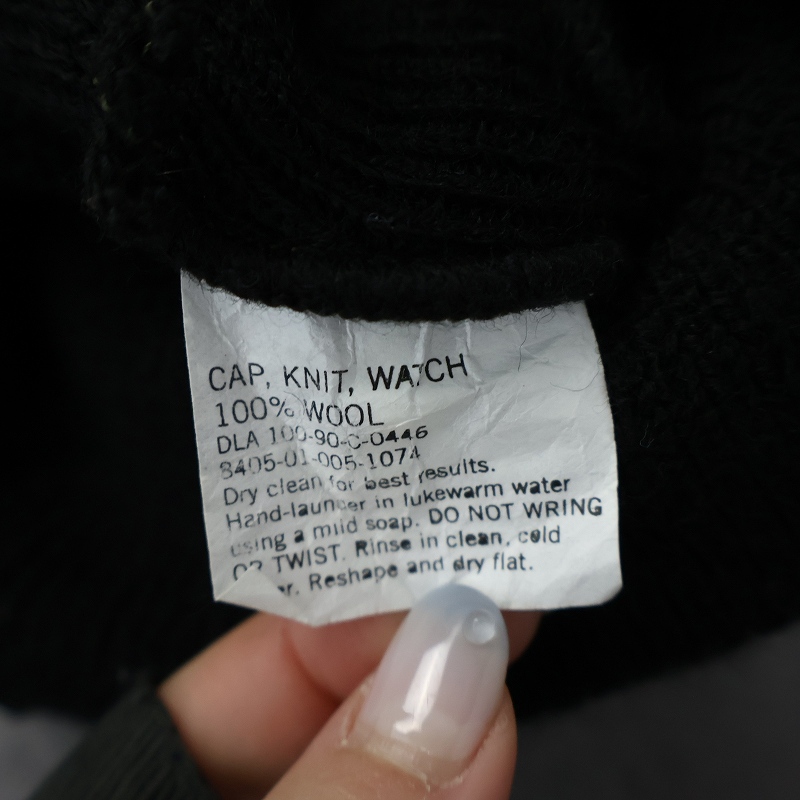 CAP, KNIT, WATCH
100% WOOL
DLA 100-90-C-0446
8405-01-005-1074
Dry clean for best results.
Hand-launder in lukewarm water
using a mild soap. DO NOT WRING
OR TWIST. Rinse in clean, cold
Reshape and dry flat.